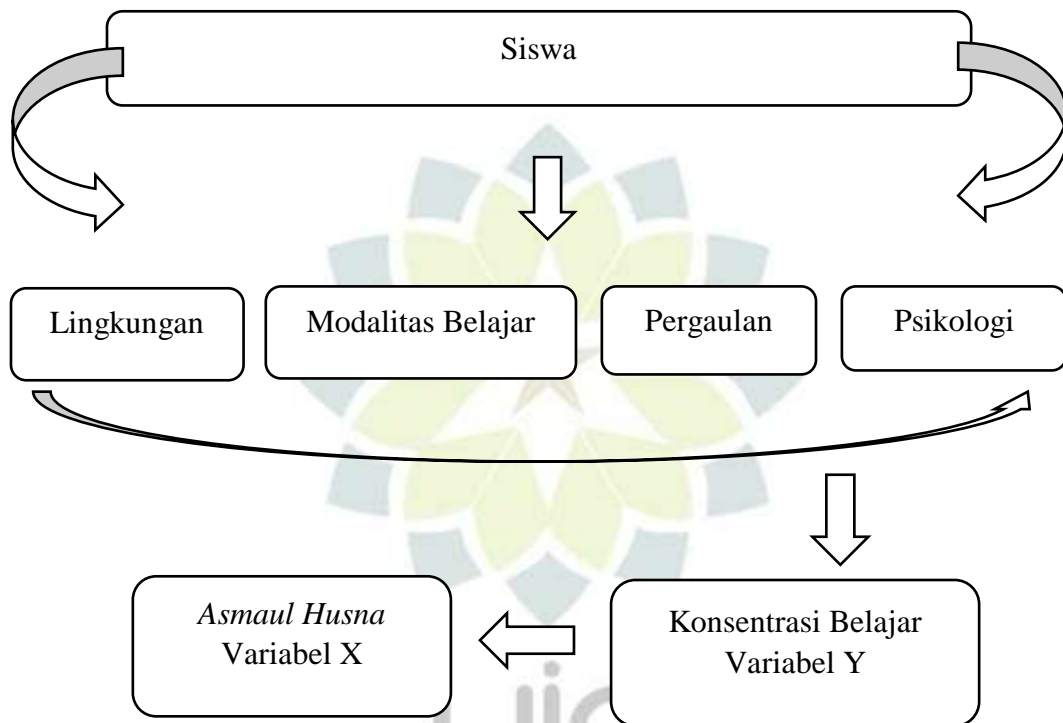 Siswa
Lingkungan
Modalitas Belajar
Pergaulan
Psikologi
Asmaul Husna
Variabel X
Konsentrasi Belajar
Variabel Y